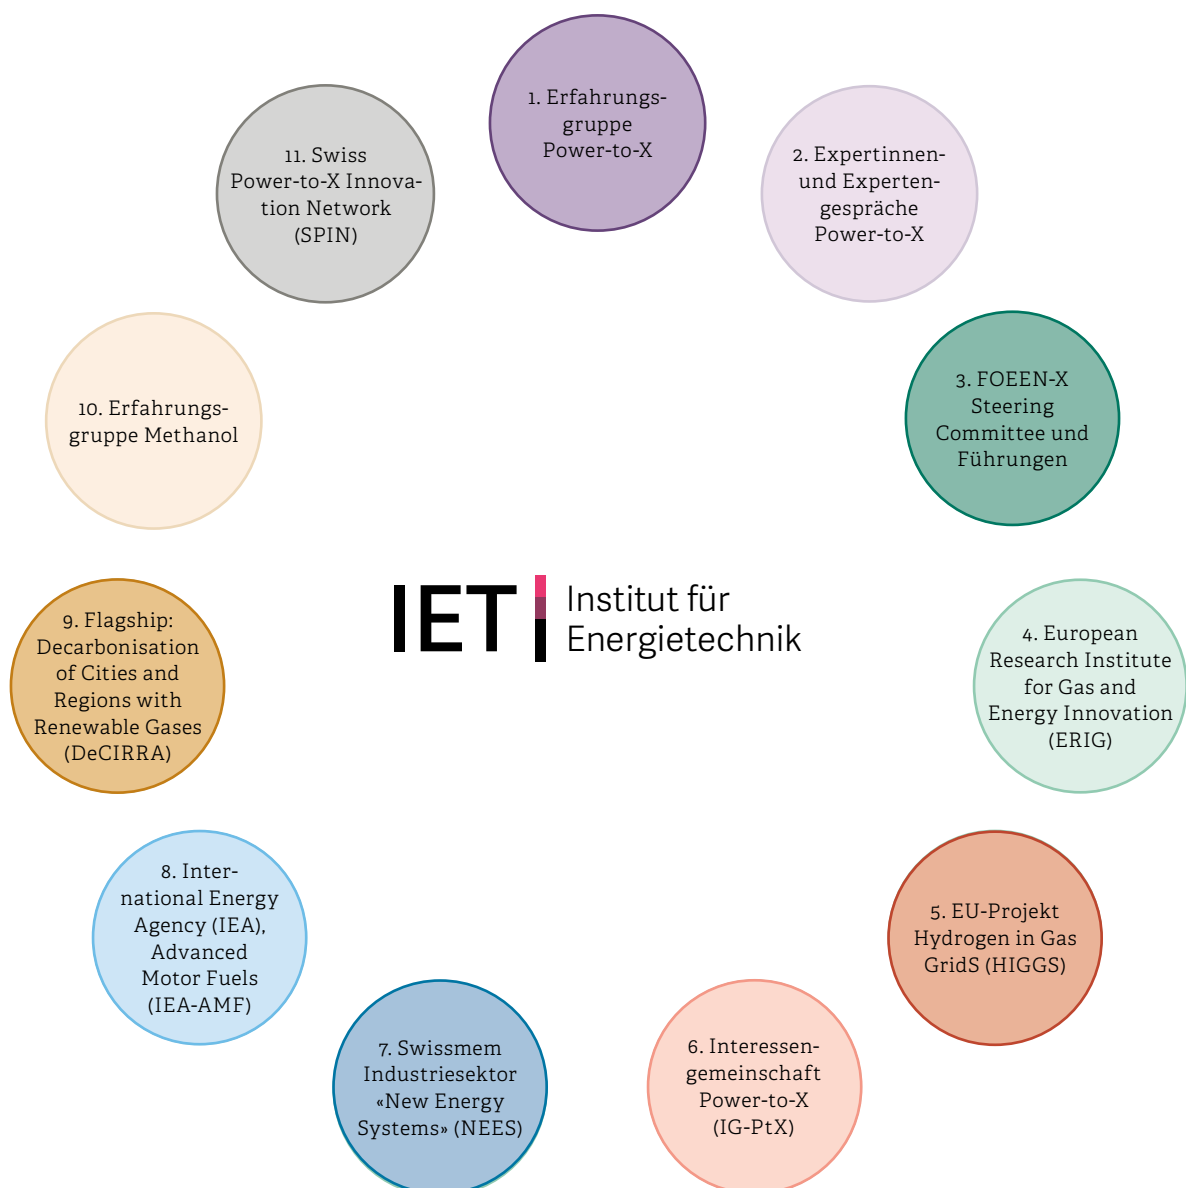 1. Erfahrungs-
gruppe
Power-to-X
2. Expertinnen-
und Experten-
gespräche
Power-to-X
3. FOEEN-X
Steering
Committee und
Führungen
4. European
Research Institute
for Gas and
Energy Innovation
(ERIG)
5. EU-Projekt
Hydrogen in Gas
GridS (HIGGS)
6. Interessen-
gemeinschaft
Power-to-X
(IG-PtX)
7. Swissmem
Industriesektor
«New Energy
Systems» (NEES)
8. Inter-
national Energy
Agency (IEA),
Advanced
Motor Fuels
(IEA-AMF)
9. Flagship:
Decarbonisation
of Cities and
Regions with
Renewable Gases
(DeCIRRA)
10. Erfahrungs-
gruppe Methanol
11. Swiss
Power-to-X Innova-
tion Network
(SPIN)
IET
Institut für
Energietechnik